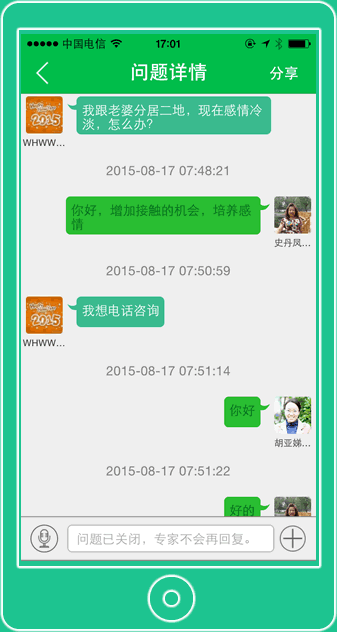 中国电信 17:01
问题详情 分享
我跟老婆分居二地，现在感情冷
淡，怎么办?
2015
WHWW...
2015-08-17 07:48:21
你好，增加接触的机会，培养感
情
史丹凤...
2015-08-17 07:50:59
我想电话咨询
2015
WHWW...
2015-08-17 07:51:14
你好
胡亚娣...
2015-08-17 07:51:22
好的
问题已关闭，专家不会再回复。